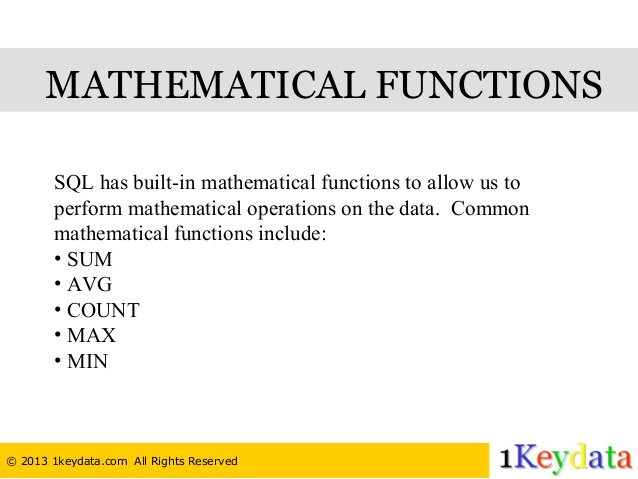 MATHEMATICAL FUNCTIONS
SQL has built-in mathematical functions to allow us to
perform mathematical operations on the data.  Common
mathematical functions include:
• SUM
• AVG
• COUNT
• MAX
• MIN
© 2013 1keydata.com  All Rights Reserved
1Keydata